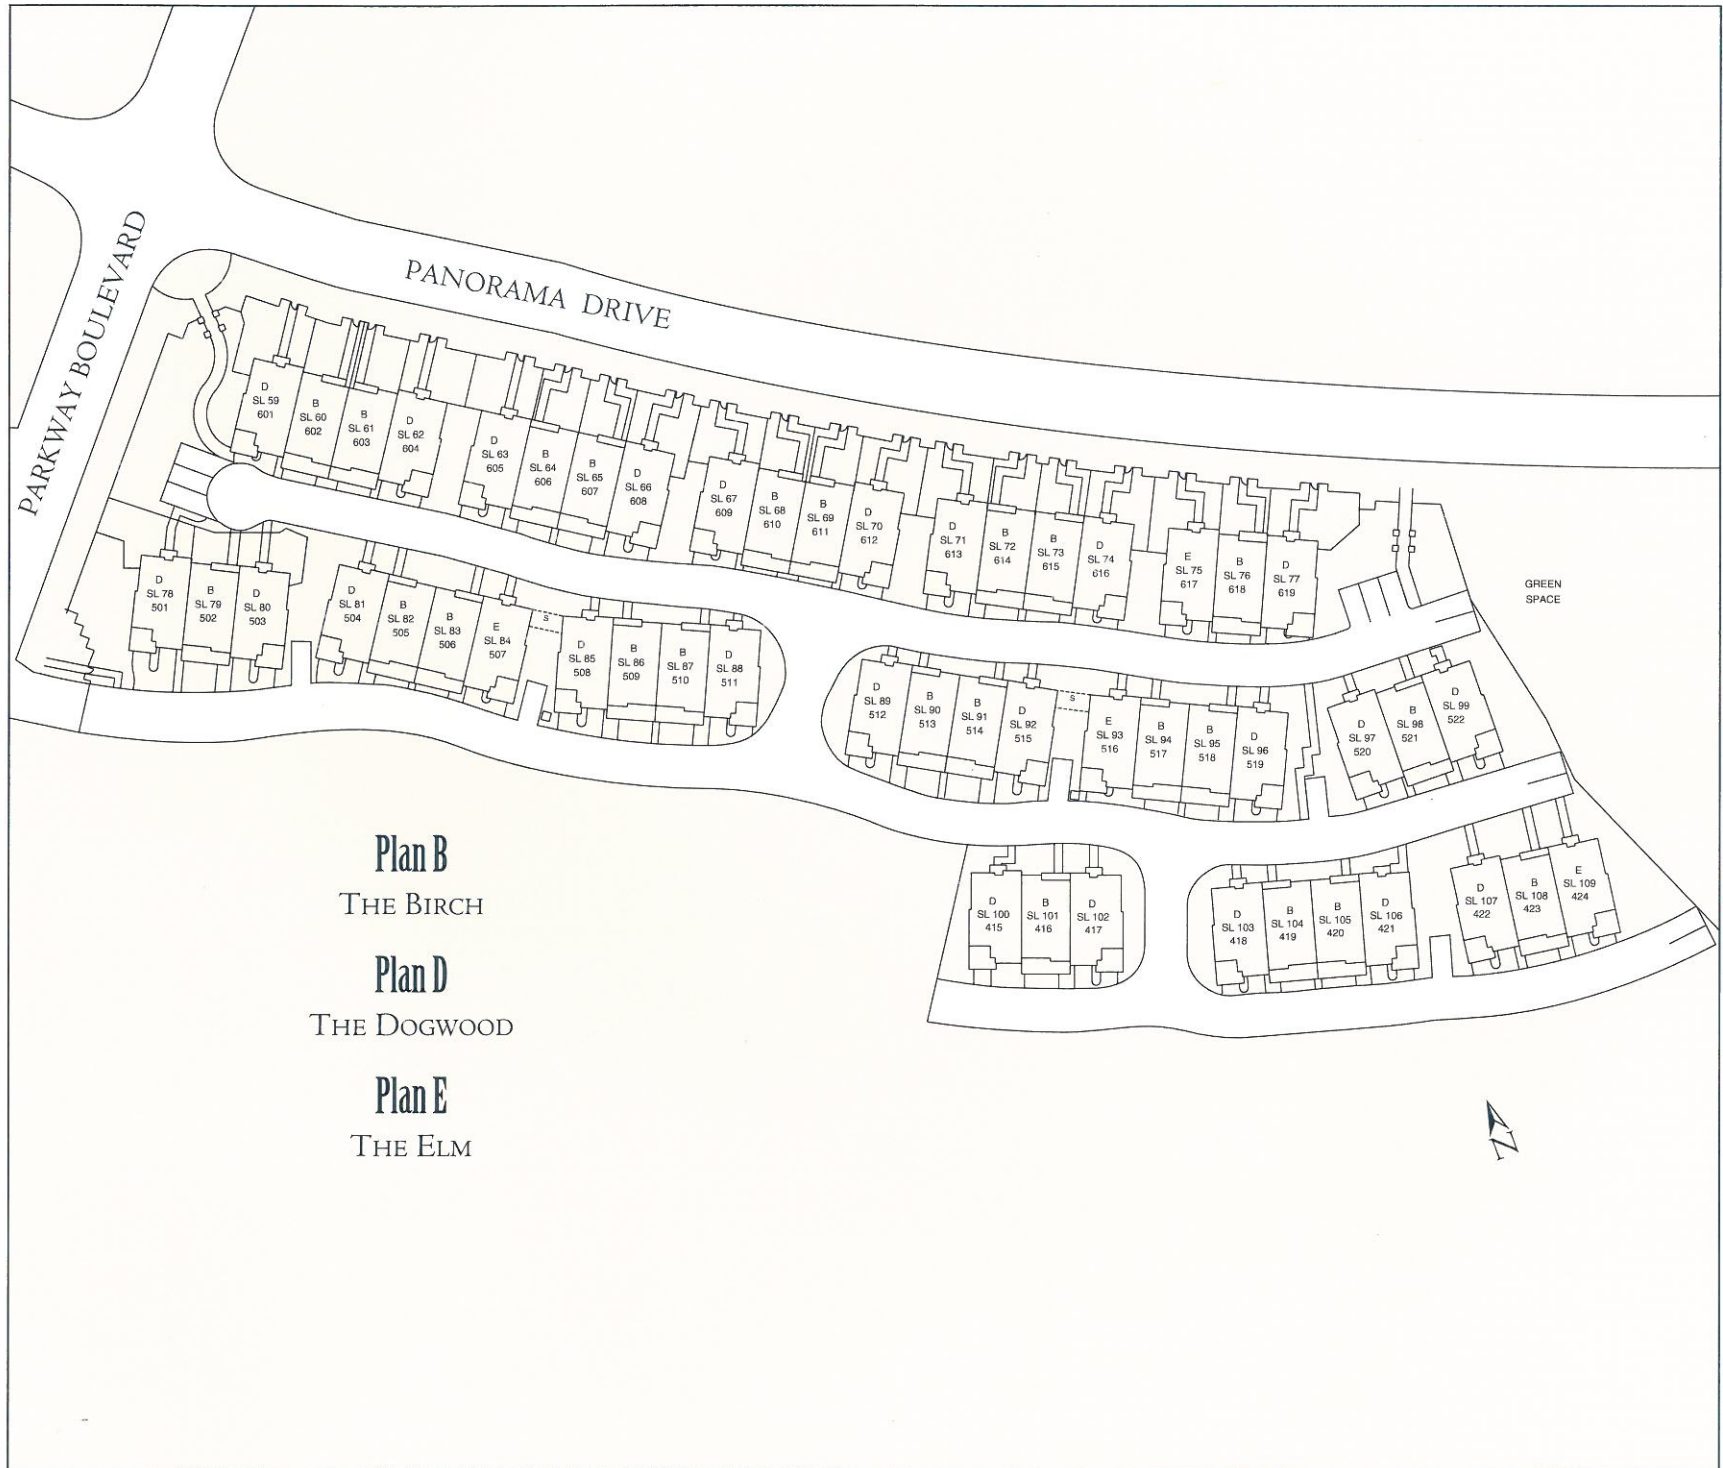 PARKWAY BOULEVARD
PANORAMA DRIVE
D
SL 59
601
B
SL 60
602
B
SL 61
603
D
SL 62
604
D
SL 63
605
B
SL 64
606
B
SL 65
607
D
SL 66
608
D
SL 67
609
B
SL 68
610
B
SL 69
611
D
SL 70
612
D
SL 71
613
B
SL 72
614
B
SL 73
615
D
SL 74
616
E
SL 75
617
B
SL 76
618
D
SL 77
619
GREEN
SPACE
D
SL 78
501
B
SL 79
502
D
SL 80
503
D
SL 81
504
B
SL 82
505
B
SL 83
506
E
SL 84
507
S
D
SL 85
508
B
SL 86
509
B
SL 87
510
D
SL 88
511
D
SL 89
512
B
SL 90
513
B
SL 91
514
D
SL 92
515
S
E
SL 93
516
B
SL 94
517
B
SL 95
518
D
SL 96
519
D
SL 97
520
B
SL 98
521
D
SL 99
522
D
SL 100
415
B
SL 101
416
D
SL 102
417
D
SL 103
418
B
SL 104
419
B
SL 105
420
D
SL 106
421
D
SL 107
422
B
SL 108
423
E
SL 109
424
Plan B
THE BIRCH
Plan D
THE DOGWOOD
Plan E
THE ELM
N